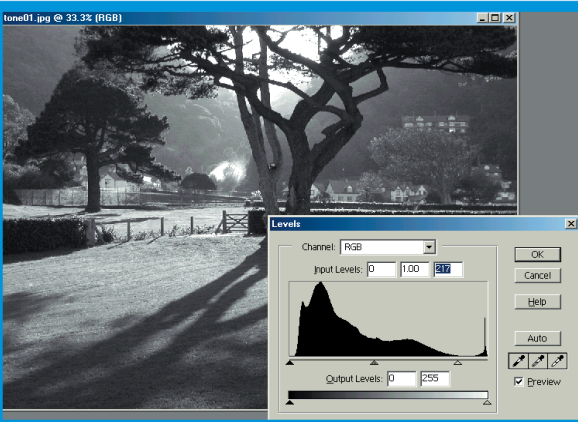 tone01.jpg @ 33.3% (RGB)
Levels
Channel: RGB
Input Levels: 0 1.00 217
OK
Cancel
Help
Auto
Output Levels: 0 255
Preview